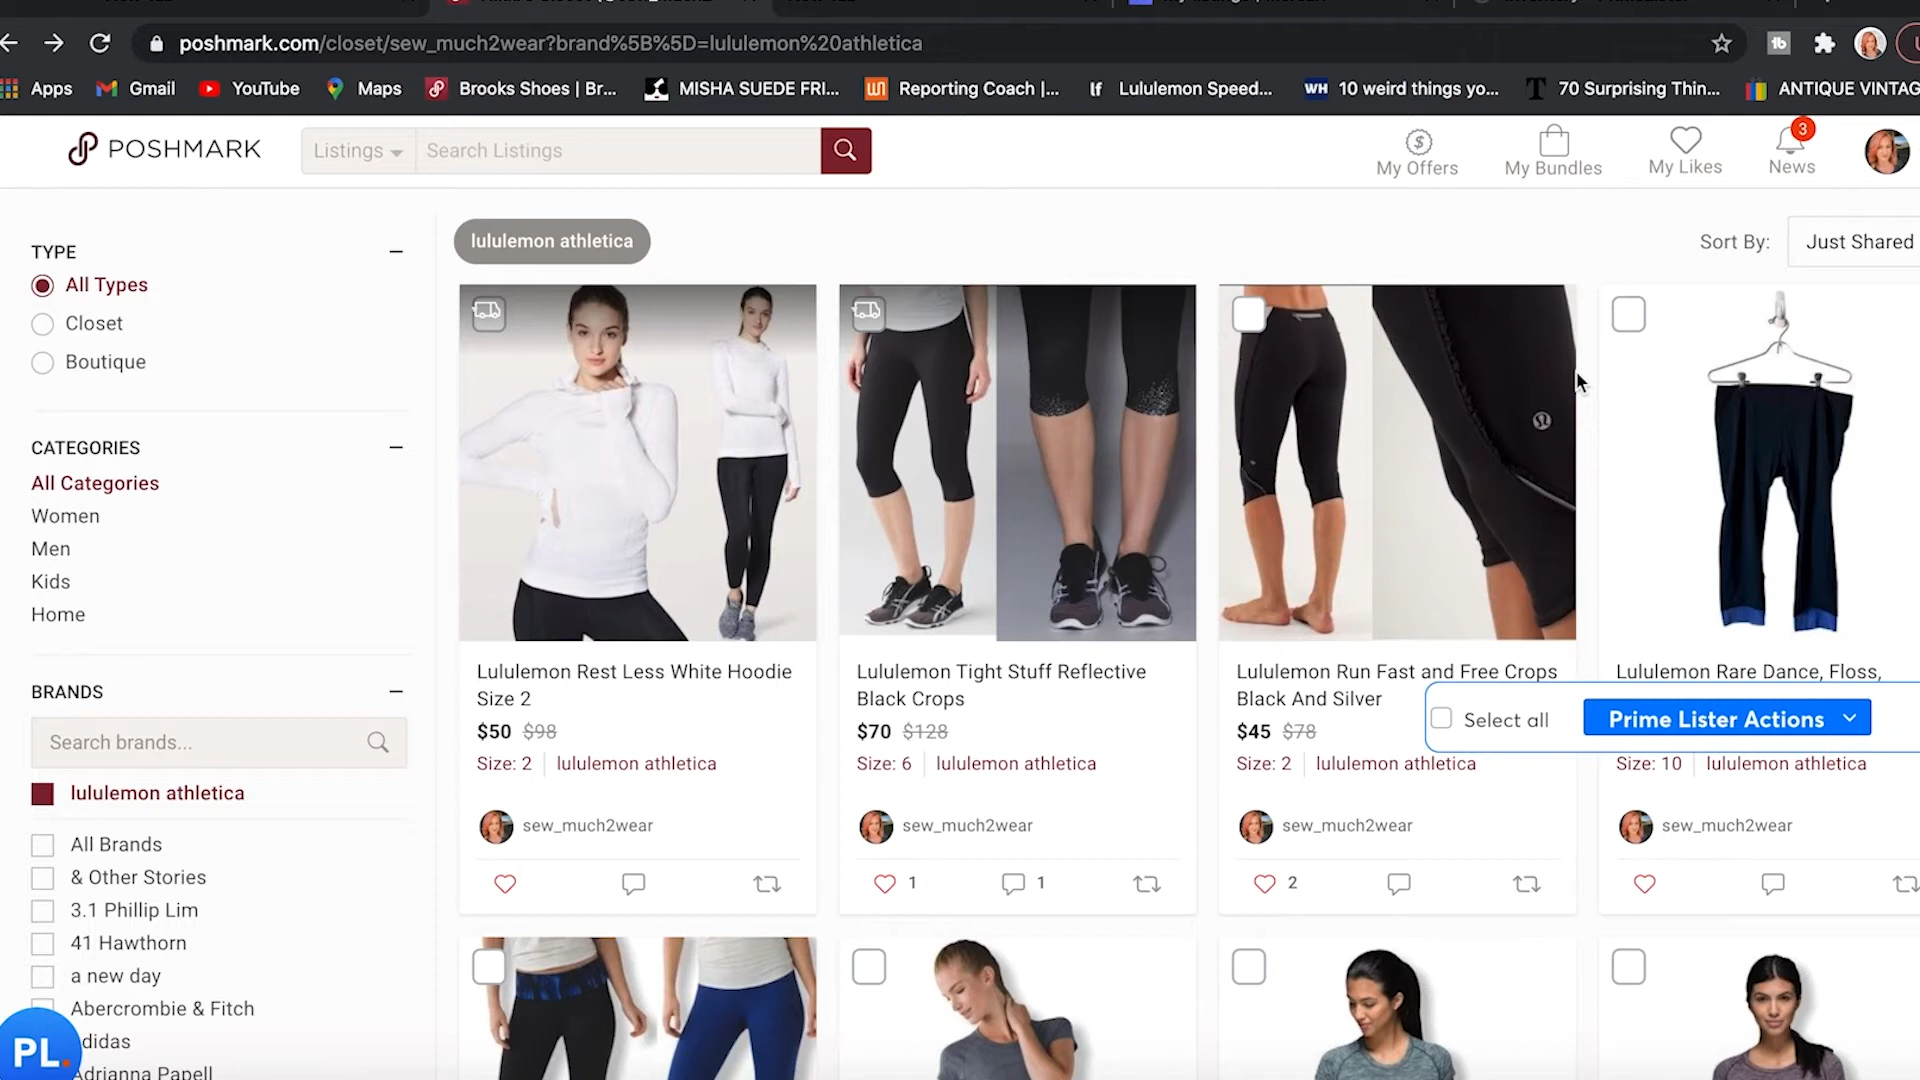 poshmark.com/closet/sew_much2wear?brand%5B%5D=lululemon%20athletica
Apps Gmail YouTube Maps Brooks Shoes | Br... MISHA SUEDE FRI... Reporting Coach |... Lululemon Speed... 10 weird things yo... 70 Surprising Thin... ANTIQUE VINTAG
POSHMARK Listings Search Listings My Offers My Bundles My Likes 3 News
TYPE
All Types
Closet
Boutique
CATEGORIES
All Categories
Women
Men
Kids
Home
BRANDS
Search brands...
lululemon athletica
All Brands
& Other Stories
3.1 Phillip Lim
41 Hawthorn
a new day
Abercrombie & Fitch
didas
Adrianna Papell
PL.
lululemon athletica
Sort By: Just Shared
Lululemon Rest Less White Hoodie
Size 2
$50 $98
Size: 2 lululemon athletica
sew_much2wear
Lululemon Tight Stuff Reflective
Black Crops
$70 $128
Size: 6 lululemon athletica
sew_much2wear
1 1
Lululemon Run Fast and Free Crops
Black And Silver
$45 $78
Size: 2 lululemon athletica
sew_much2wear
2
Lululemon Rare Dance, Floss,
Select all Prime Lister Actions
Size: 10 lululemon athletica
sew_much2wear